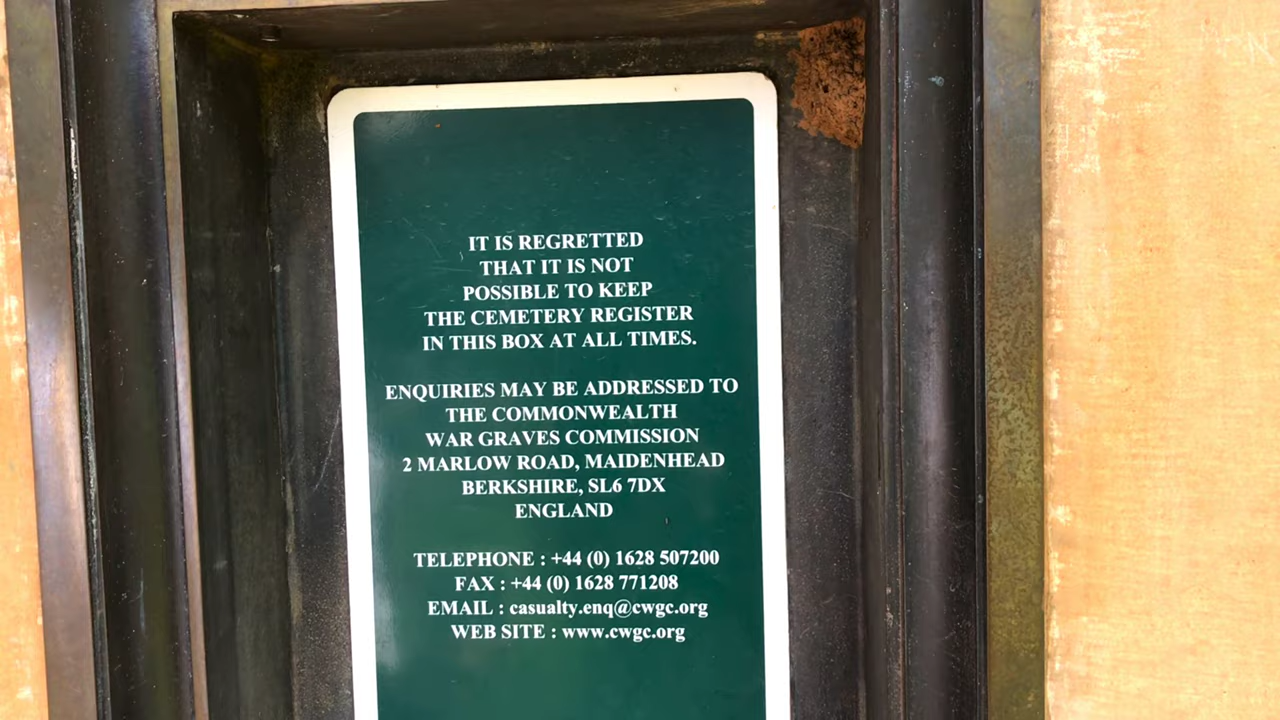 IT IS REGRETTED
THAT IT IS NOT
POSSIBLE TO KEEP
THE CEMETERY REGISTER
IN THIS BOX AT ALL TIMES.
ENQUIRIES MAY BE ADDRESSED TO
THE COMMONWEALTH
WAR GRAVES COMMISSION
2 MARLOW ROAD, MAIDENHEAD
BERKSHIRE, SL6 7DX
ENGLAND
TELEPHONE : +44 (0) 1628 507200
FAX : +44 (0) 1628 771208
EMAIL : casualty.enq@cwgc.org
WEB SITE : www.cwgc.org